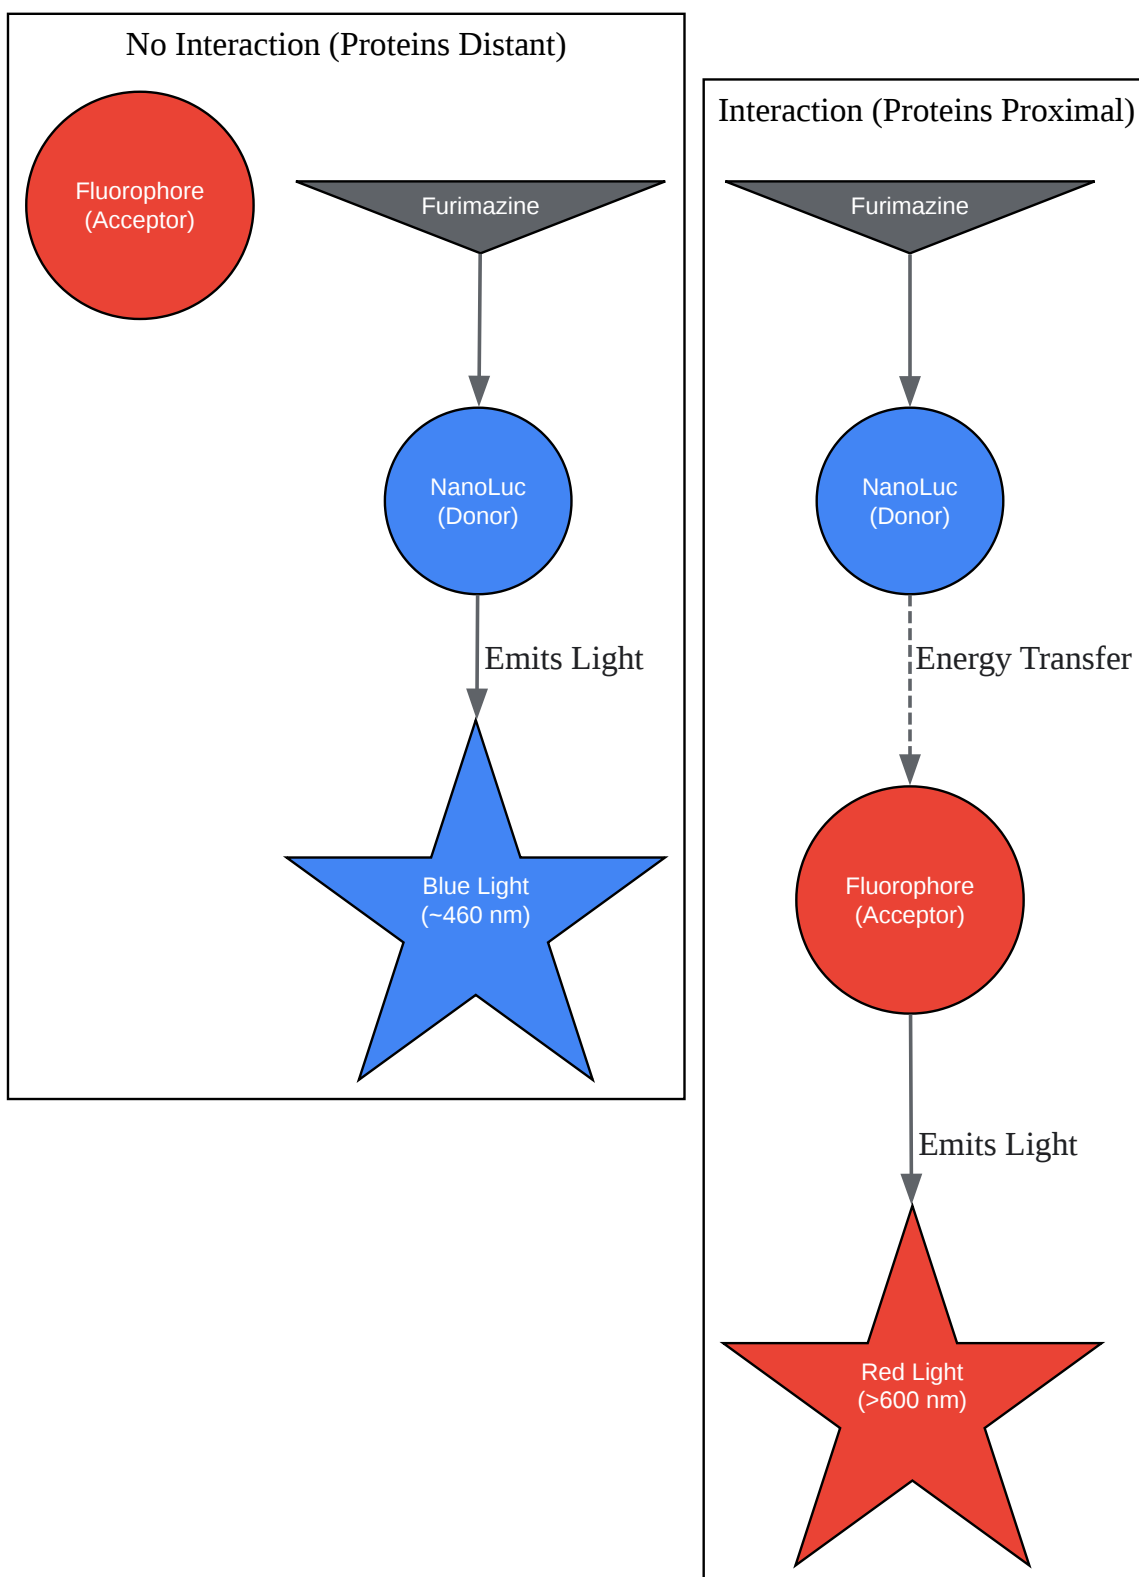 No Interaction (Proteins Distant)
Fluorophore
(Acceptor)
Furimazine
NanoLuc
(Donor)
Emits Light
Blue Light
(~460 nm)
Interaction (Proteins Proximal)
Furimazine
NanoLuc
(Donor)
Energy Transfer
Fluorophore
(Acceptor)
Emits Light
Red Light
(>600 nm)